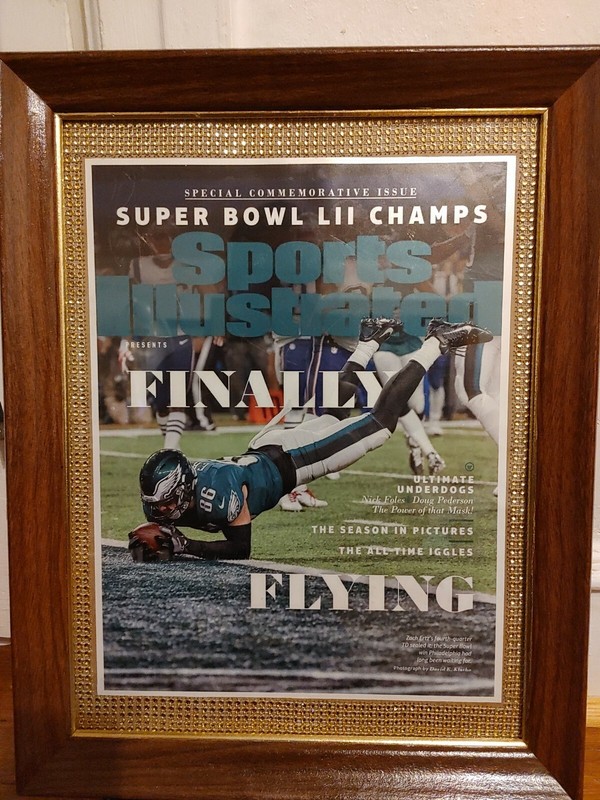 SPECIAL COMMEMORATIVE ISSUE
SUPER BOWL LII CHAMPS
Sports
Illustrated
PRESENTS
FINALLY
86
ULTIMATE
UNDERDOGS
Nick Foles Doug Pederson
The Power of that Mask!
THE SEASON IN PICTURES
THE ALL-TIME IGGLES
FLYING
Zach Ertz's fourth-quarter
TD sealed it: the Super Bowl
win Philadelphia had
long been waiting for.
Photograph by David E. Klutho